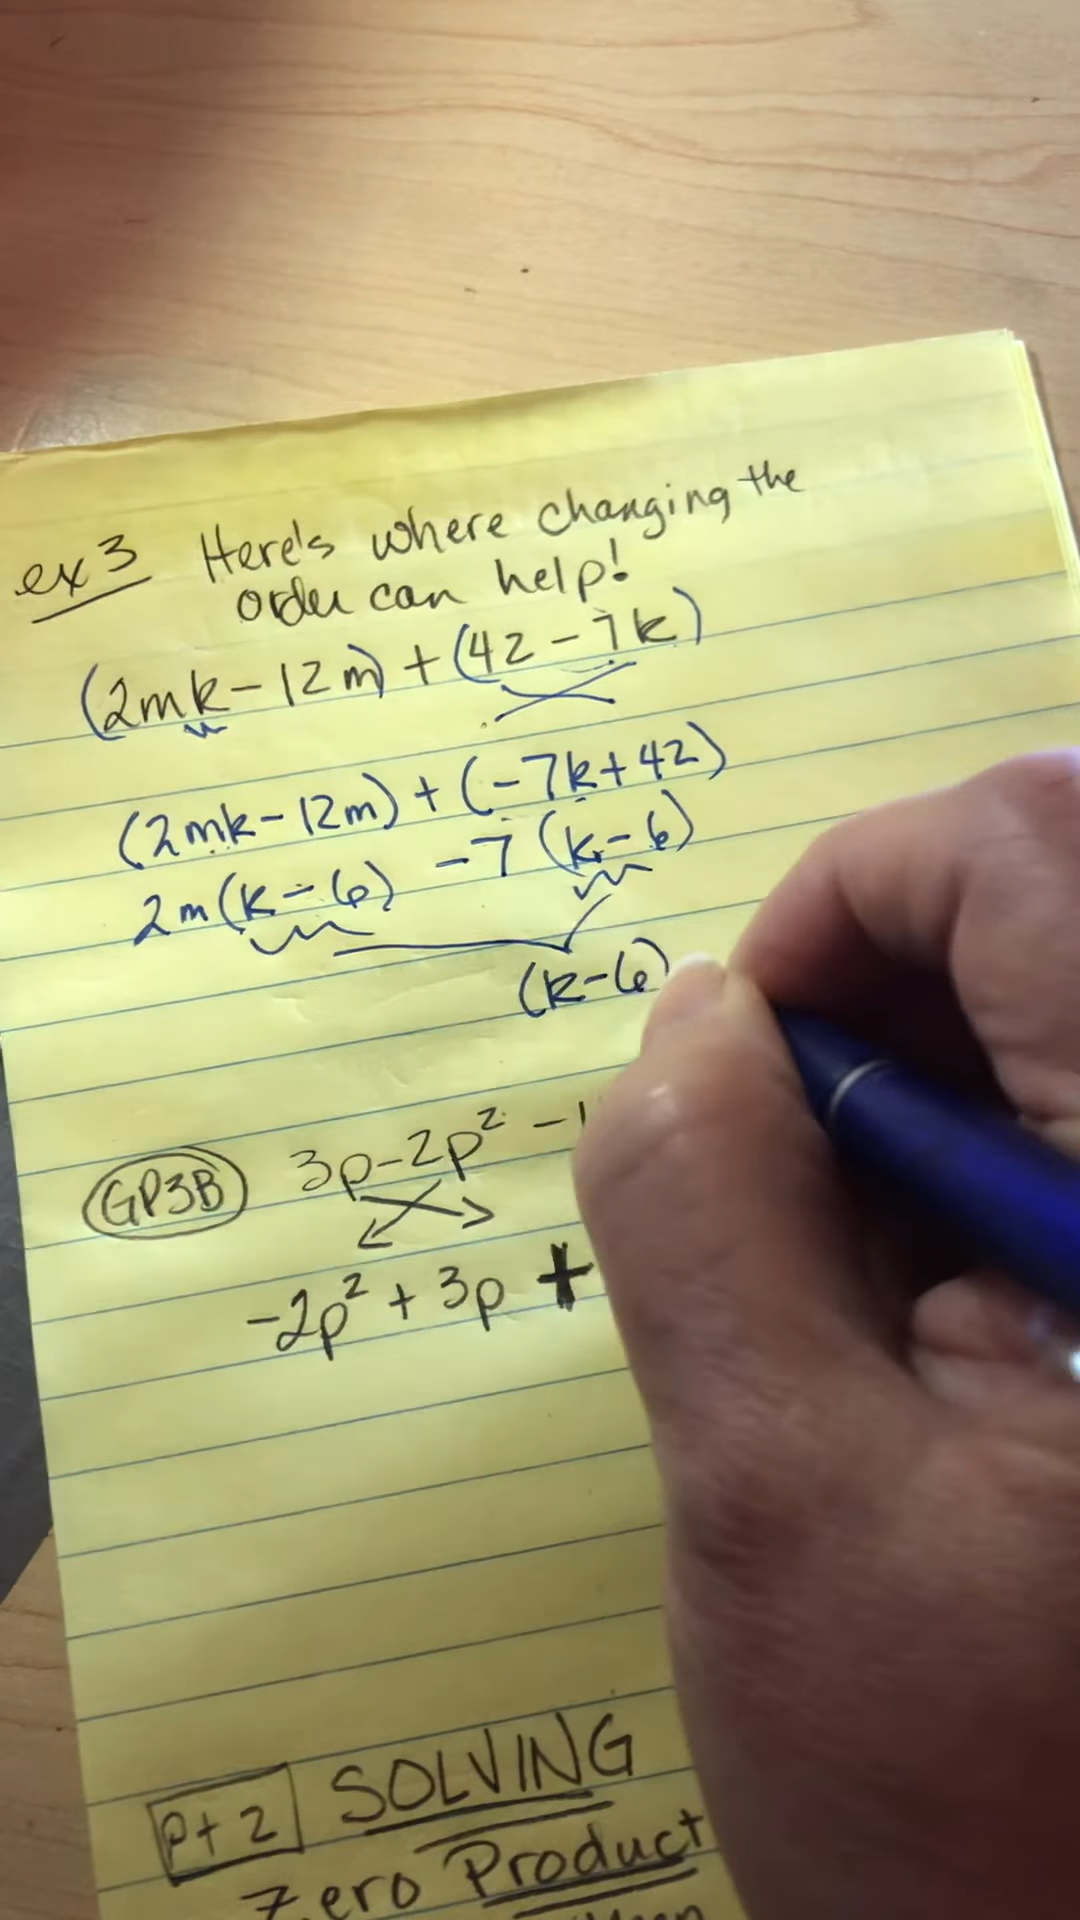 ex 3 Here's where changing the
order can help!
(2mk - 12m) + (42 - 7k)
(2mk - 12m) + (-7k + 42)
2m(k - 6) -7(k - 6)
(k - 6)
GP3B 3p - 2p² - 1
-2p² + 3p +
pt 2 SOLVING
Zero Product